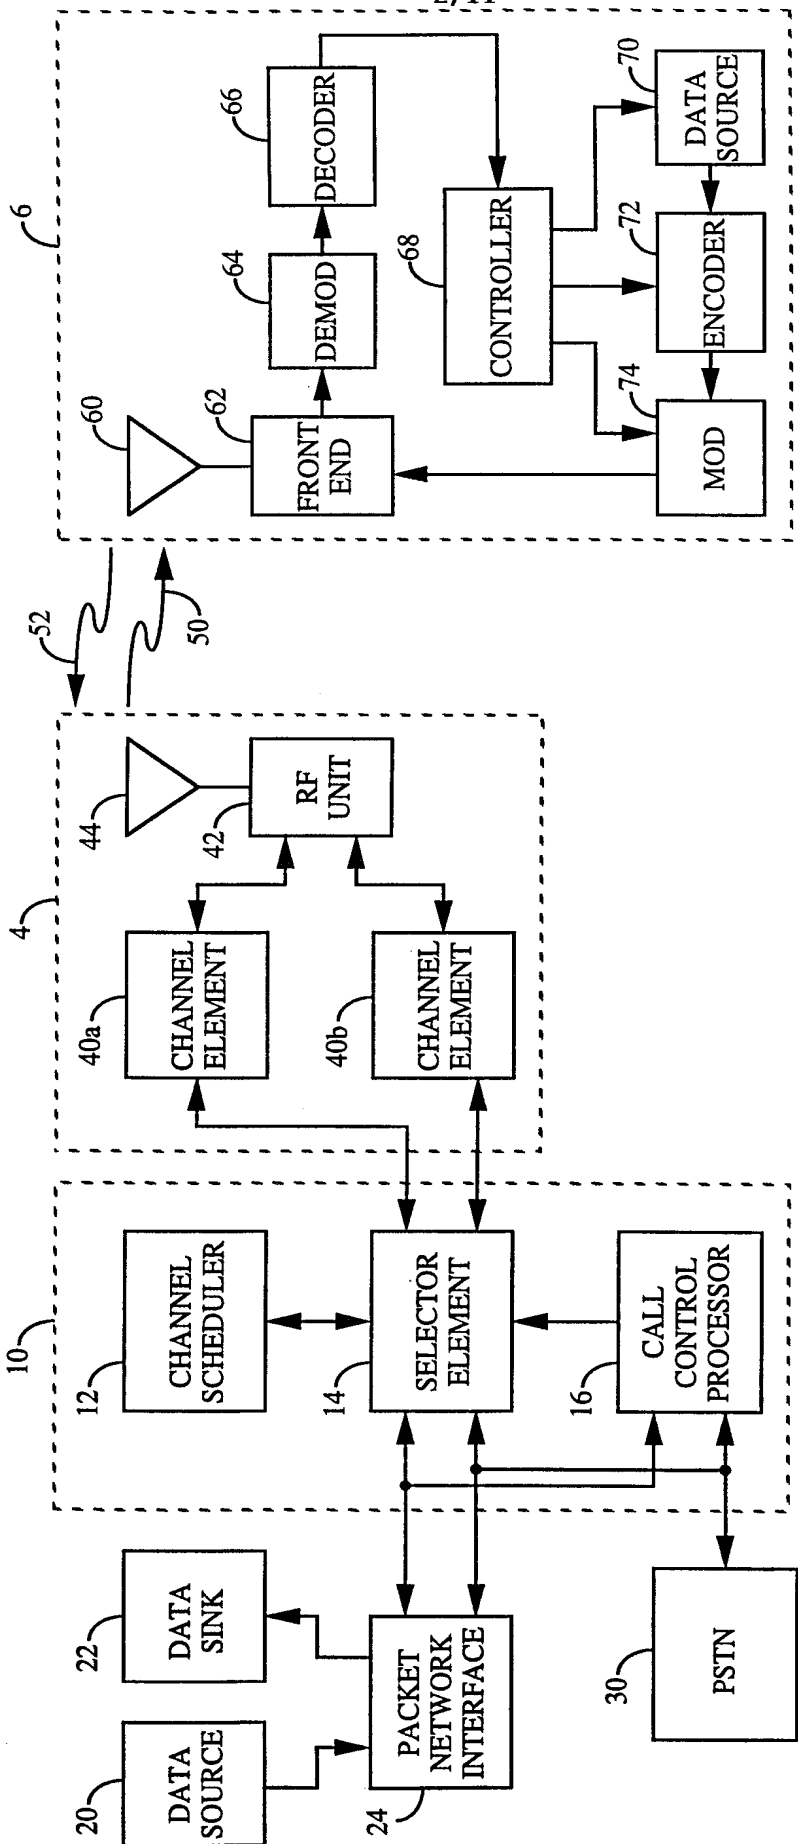 20
DATA
SOURCE
22
DATA
SINK
24
PACKET
NETWORK
INTERFACE
30
PSTN
10
12
CHANNEL
SCHEDULER
14
SELECTOR
ELEMENT
16
CALL
CONTROL
PROCESSOR
4
40a
CHANNEL
ELEMENT
40b
CHANNEL
ELEMENT
44
42
RF
UNIT
52
50
6
60
62
FRONT
END
64
DEMOD
66
DECODER
68
CONTROLLER
74
MOD
72
ENCODER
70
DATA
SOURCE